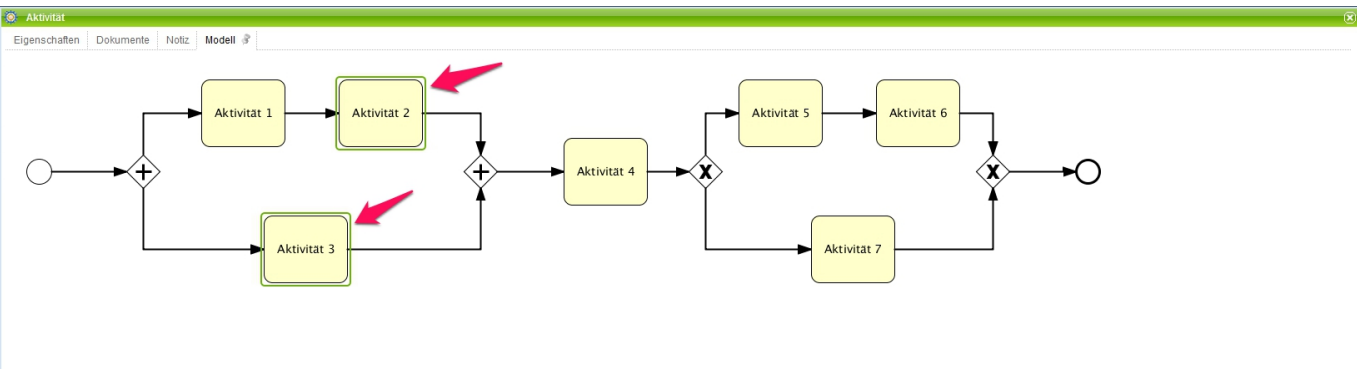 Aktivität
Eigenschaften Dokumente Notiz Modell
Aktivität 1
Aktivität 2
Aktivität 5
Aktivität 6
Aktivität 4
Aktivität 3
Aktivität 7